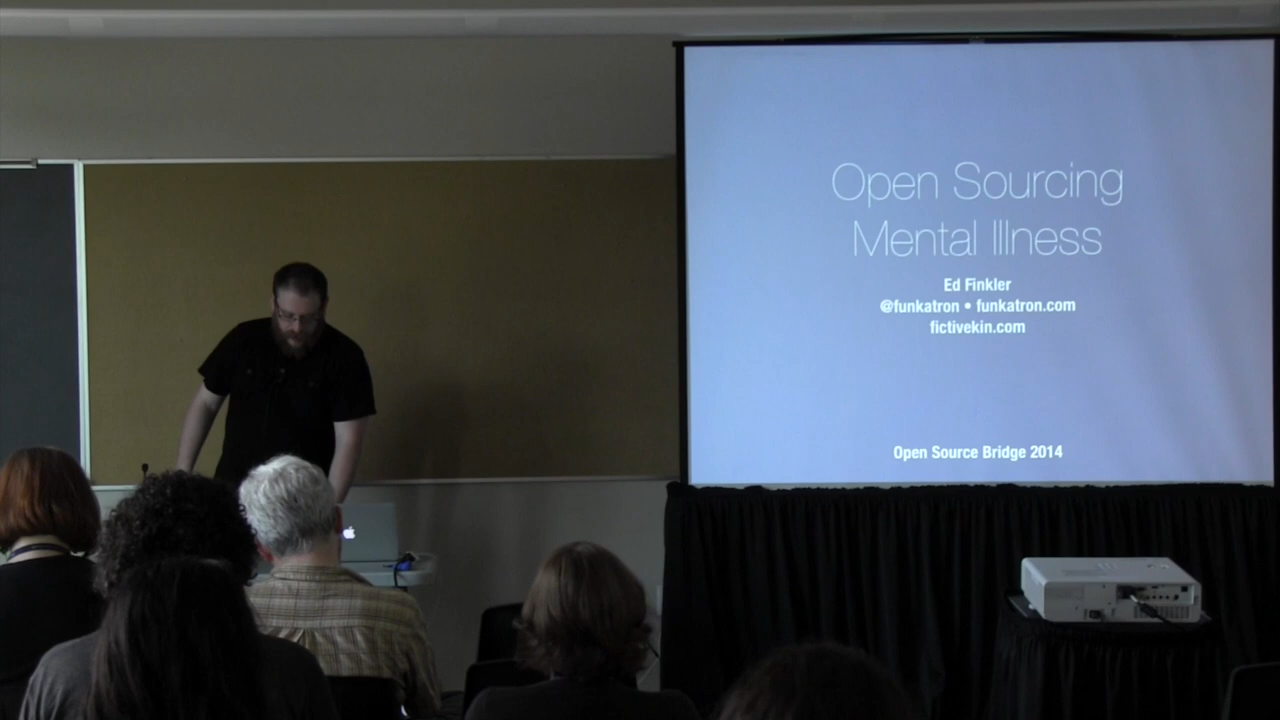 Open Sourcing
Mental Illness
Ed Finkler
@funkatron • funkatron.com
fictivekin.com
Open Source Bridge 2014